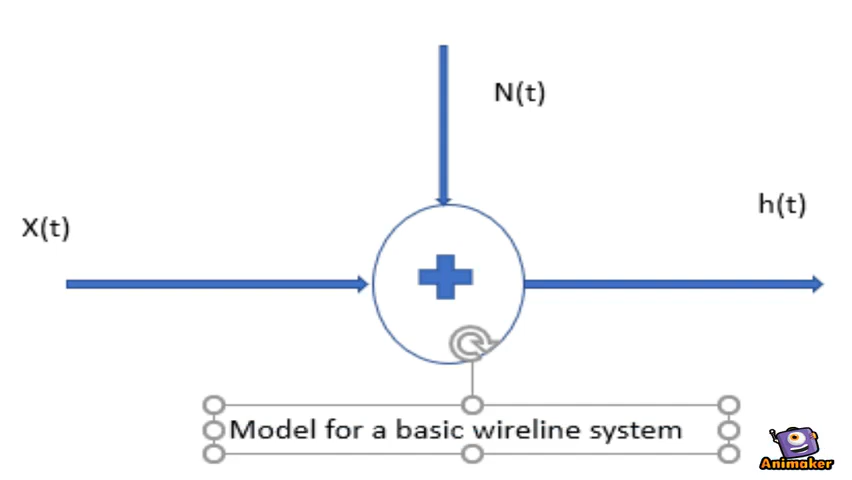 N(t)
h(t)
X(t)
Model for a basic wireline system
Animaker